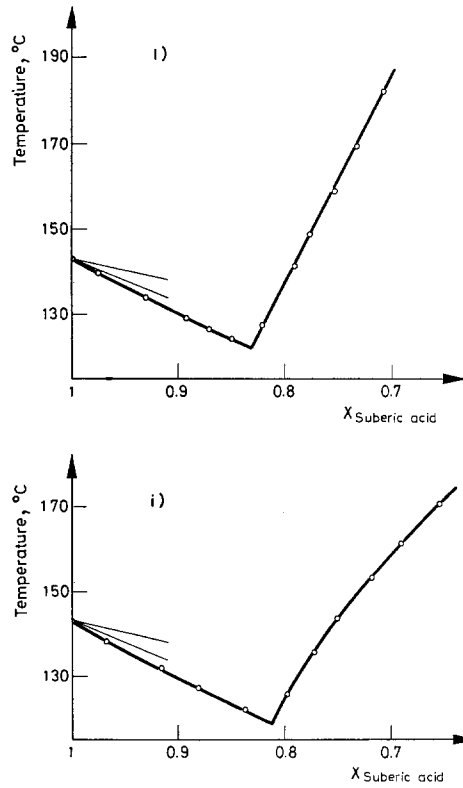 Temperature, °C
l)
190
170
150
130
1
0.9
0.8
0.7
X Suberic acid
Temperature, °C
i)
170
150
130
1
0.9
0.8
0.7
X Suberic acid